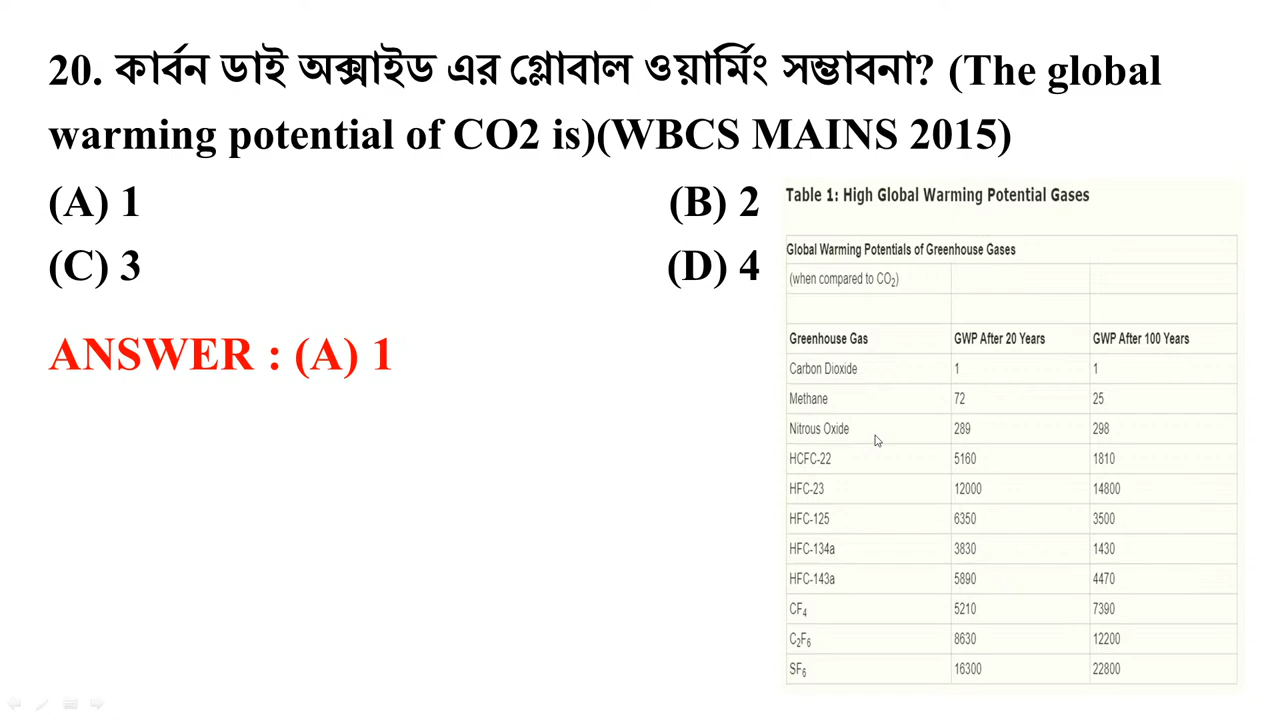 20. কার্বন ডাই অক্সাইড এর গ্লোবাল ওয়ার্মিং সম্ভাবনা? (The global
warming potential of CO2 is)(WBCS MAINS 2015)
(A) 1 (B) 2
(C) 3 (D) 4
ANSWER : (A) 1
Table 1: High Global Warming Potential Gases
Global Warming Potentials of Greenhouse Gases
(when compared to CO₂)
Greenhouse Gas GWP After 20 Years GWP After 100 Years
Carbon Dioxide 1 1
Methane 72 25
Nitrous Oxide 289 298
HCFC-22 5160 1810
HFC-23 12000 14800
HFC-125 6350 3500
HFC-134a 3830 1430
HFC-143a 5890 4470
CF₄ 5210 7390
C₂F₆ 8630 12200
SF₆ 16300 22800